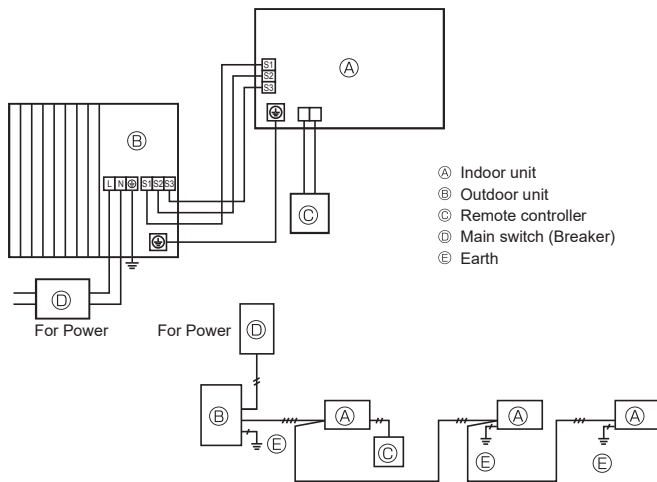 S1
S2
S3
Ⓐ
Ⓑ
L N S1 S2 S3
Ⓒ
Ⓓ
For Power
Ⓐ Indoor unit
Ⓑ Outdoor unit
Ⓒ Remote controller
Ⓓ Main switch (Breaker)
Ⓔ Earth
For Power Ⓓ
Ⓑ Ⓐ Ⓐ Ⓐ
Ⓔ Ⓒ Ⓔ Ⓔ